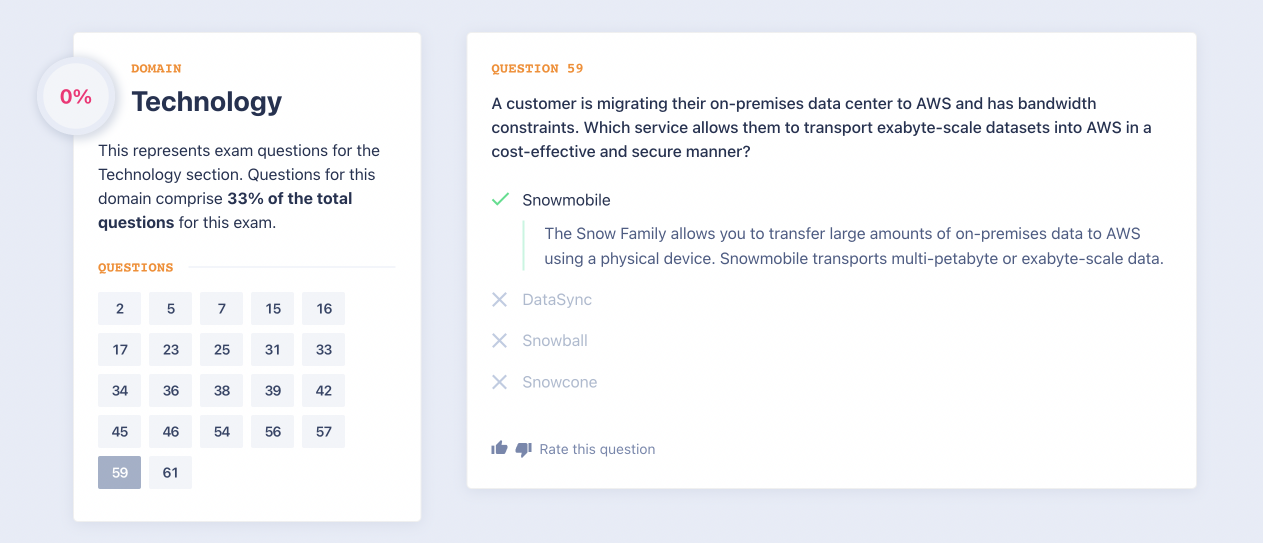 0%
DOMAIN
Technology
This represents exam questions for the
Technology section. Questions for this
domain comprise 33% of the total
questions for this exam.
QUESTIONS
2 5 7 15 16
17 23 25 31 33
34 36 38 39 42
45 46 54 56 57
59 61
QUESTION 59
A customer is migrating their on-premises data center to AWS and has bandwidth
constraints. Which service allows them to transport exabyte-scale datasets into AWS in a
cost-effective and secure manner?
Snowmobile
The Snow Family allows you to transfer large amounts of on-premises data to AWS
using a physical device. Snowmobile transports multi-petabyte or exabyte-scale data.
DataSync
Snowball
Snowcone
Rate this question